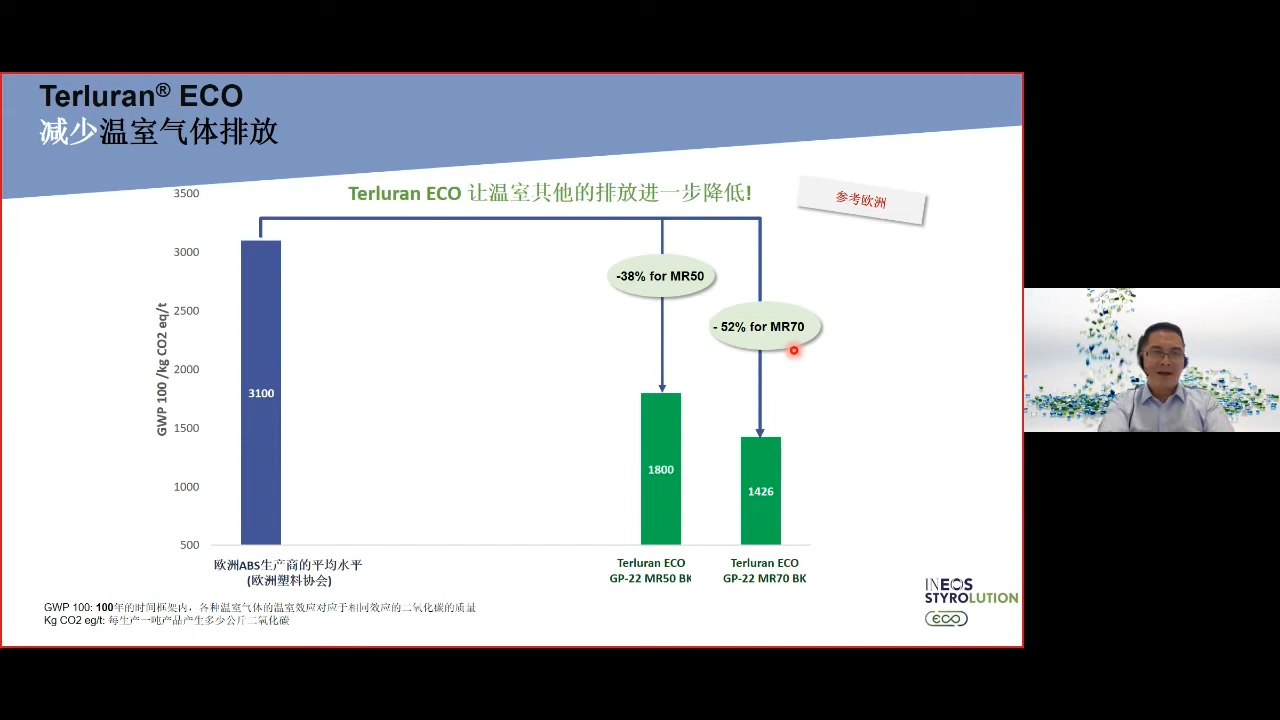 Terluran® ECO
减少温室气体排放
Terluran ECO 让温室其他的排放进一步降低!
参考欧洲
3500
3000
2500
2000
1500
1000
500
GWP 100 /kg CO2 eq/t
-38% for MR50
- 52% for MR70
3100
1800
1426
欧洲ABS生产商的平均水平
(欧洲塑料协会)
Terluran ECO
GP-22 MR50 BK
Terluran ECO
GP-22 MR70 BK
GWP 100: 100年的时间框架内，各种温室气体的温室效应对应于相同效应的二氧化碳的质量
Kg CO2 eg/t: 每生产一吨产品产生多少公斤二氧化碳
INEOS
STYROLUTION
eco